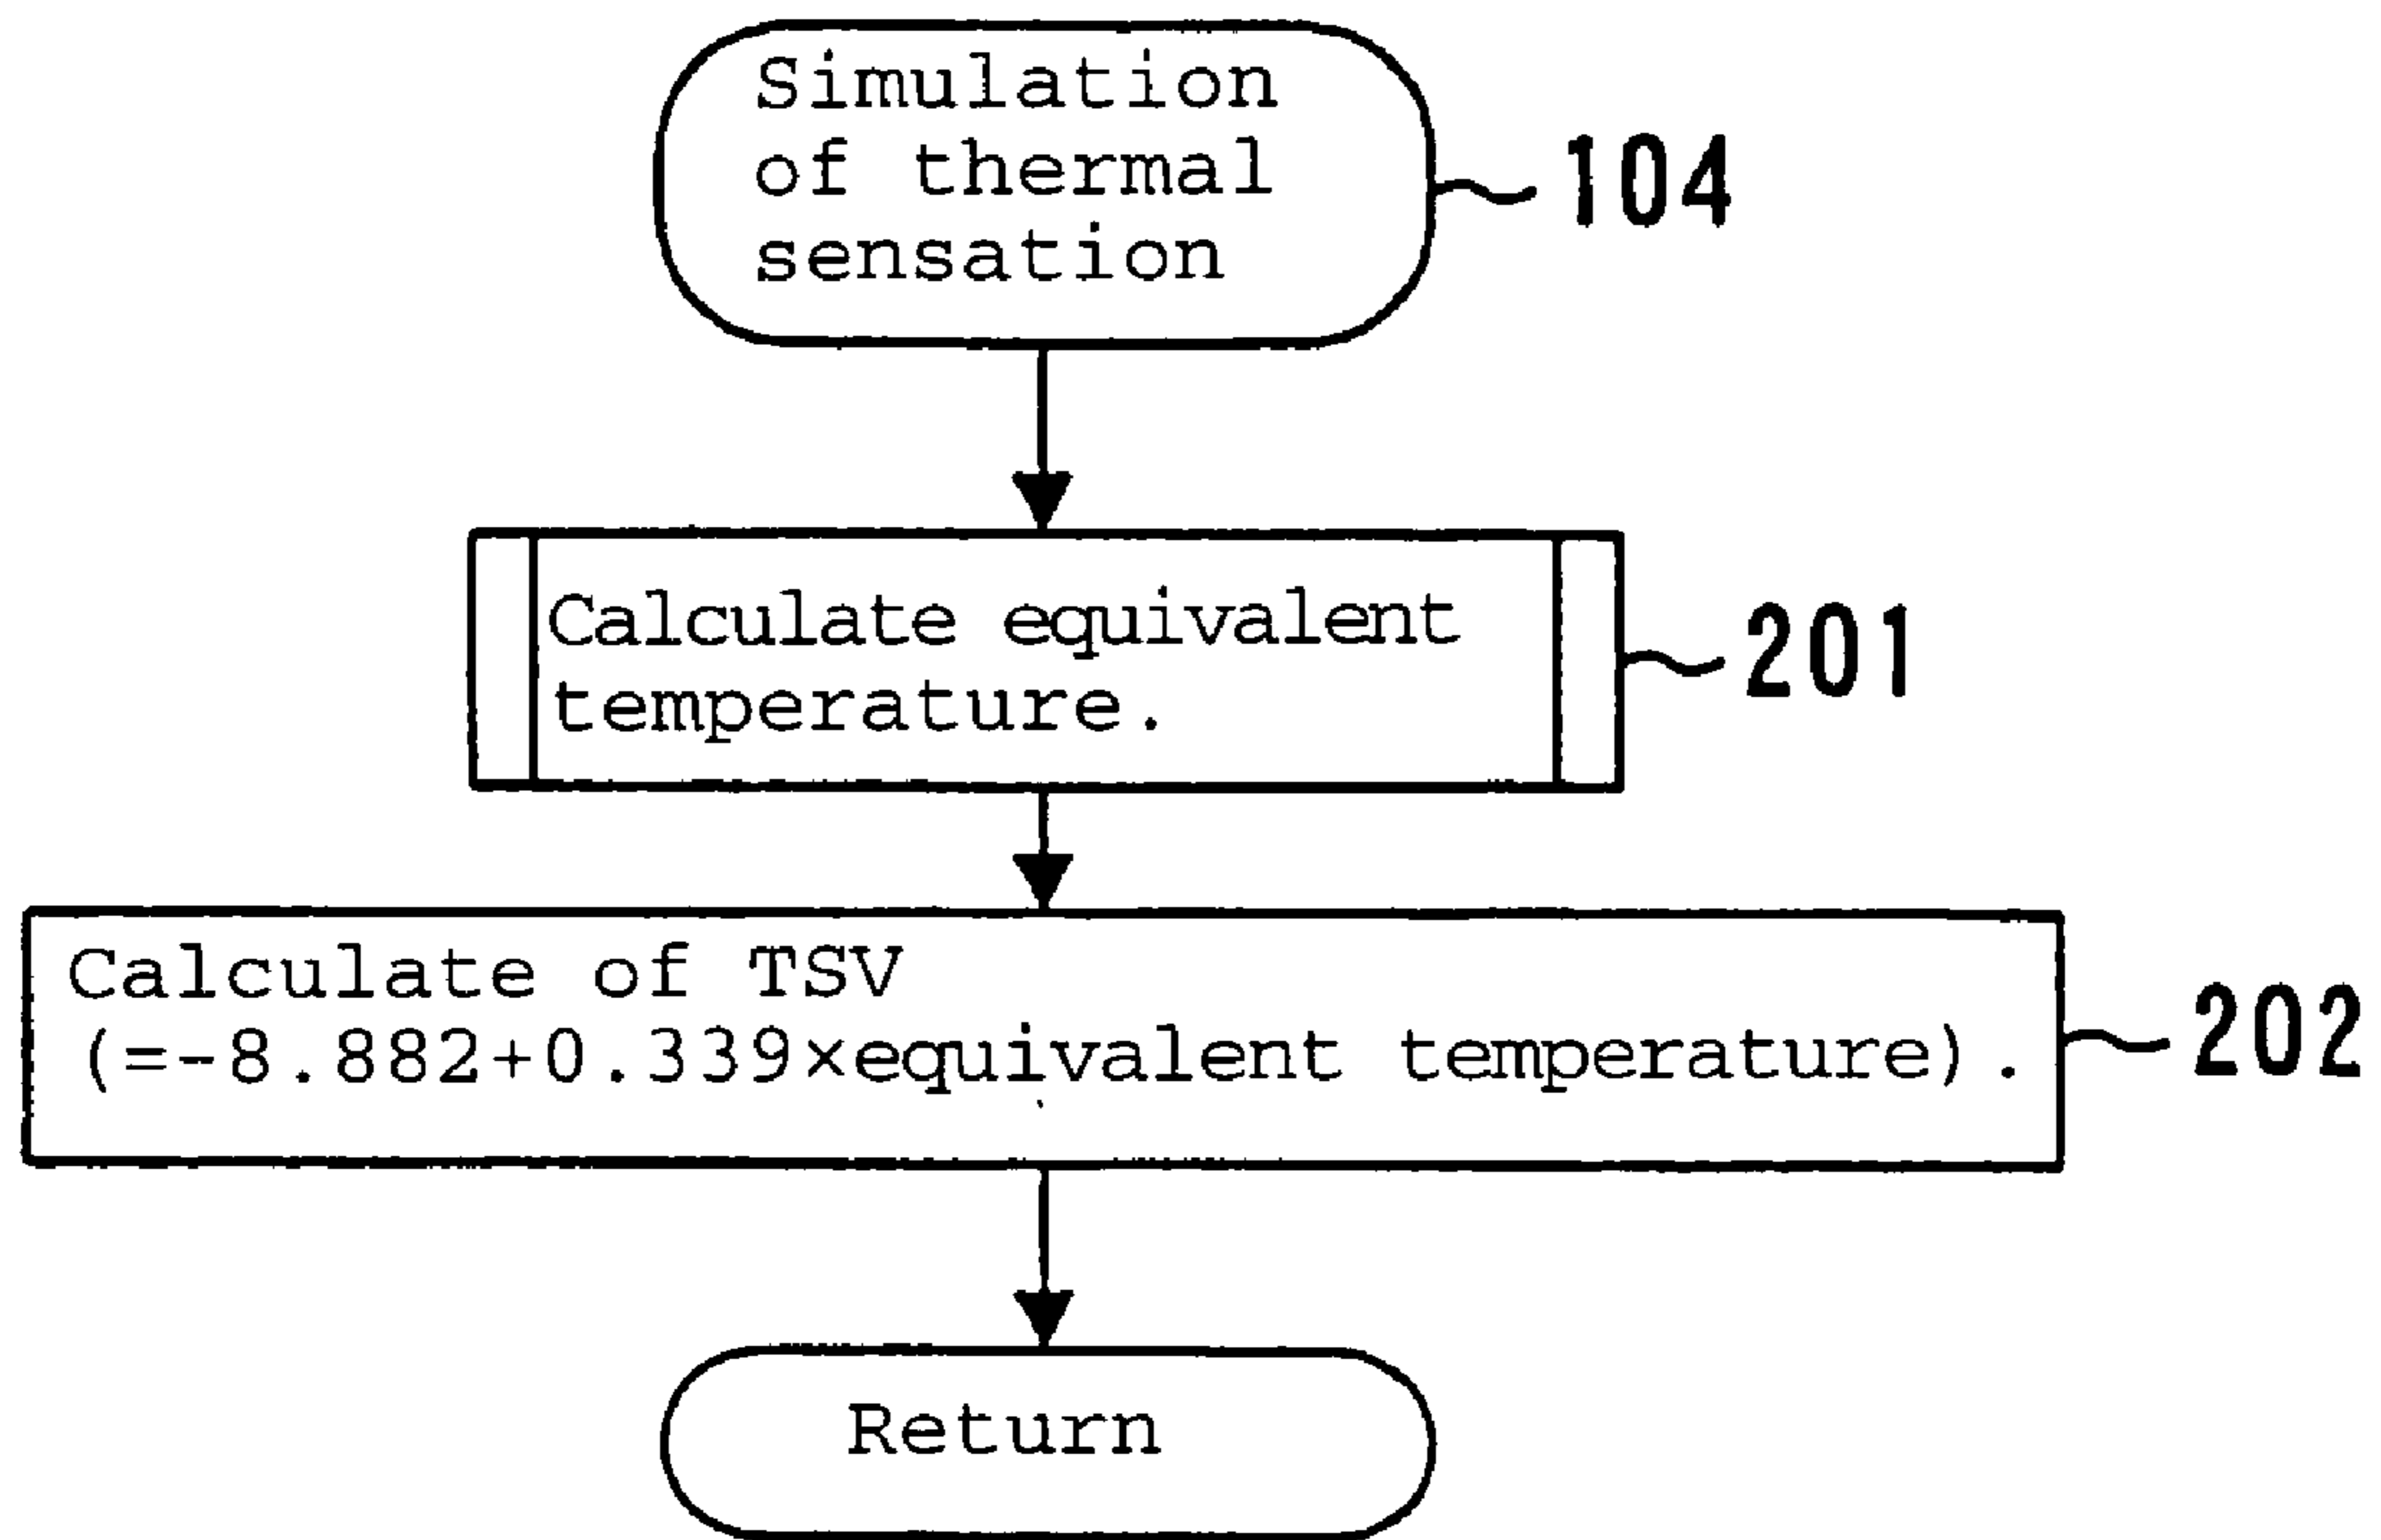 Simulation
of thermal
sensation
104
Calculate equivalent
temperature.
201
Calculate of TSV
(=-8.882+0.339×equivalent temperature).
202
Return